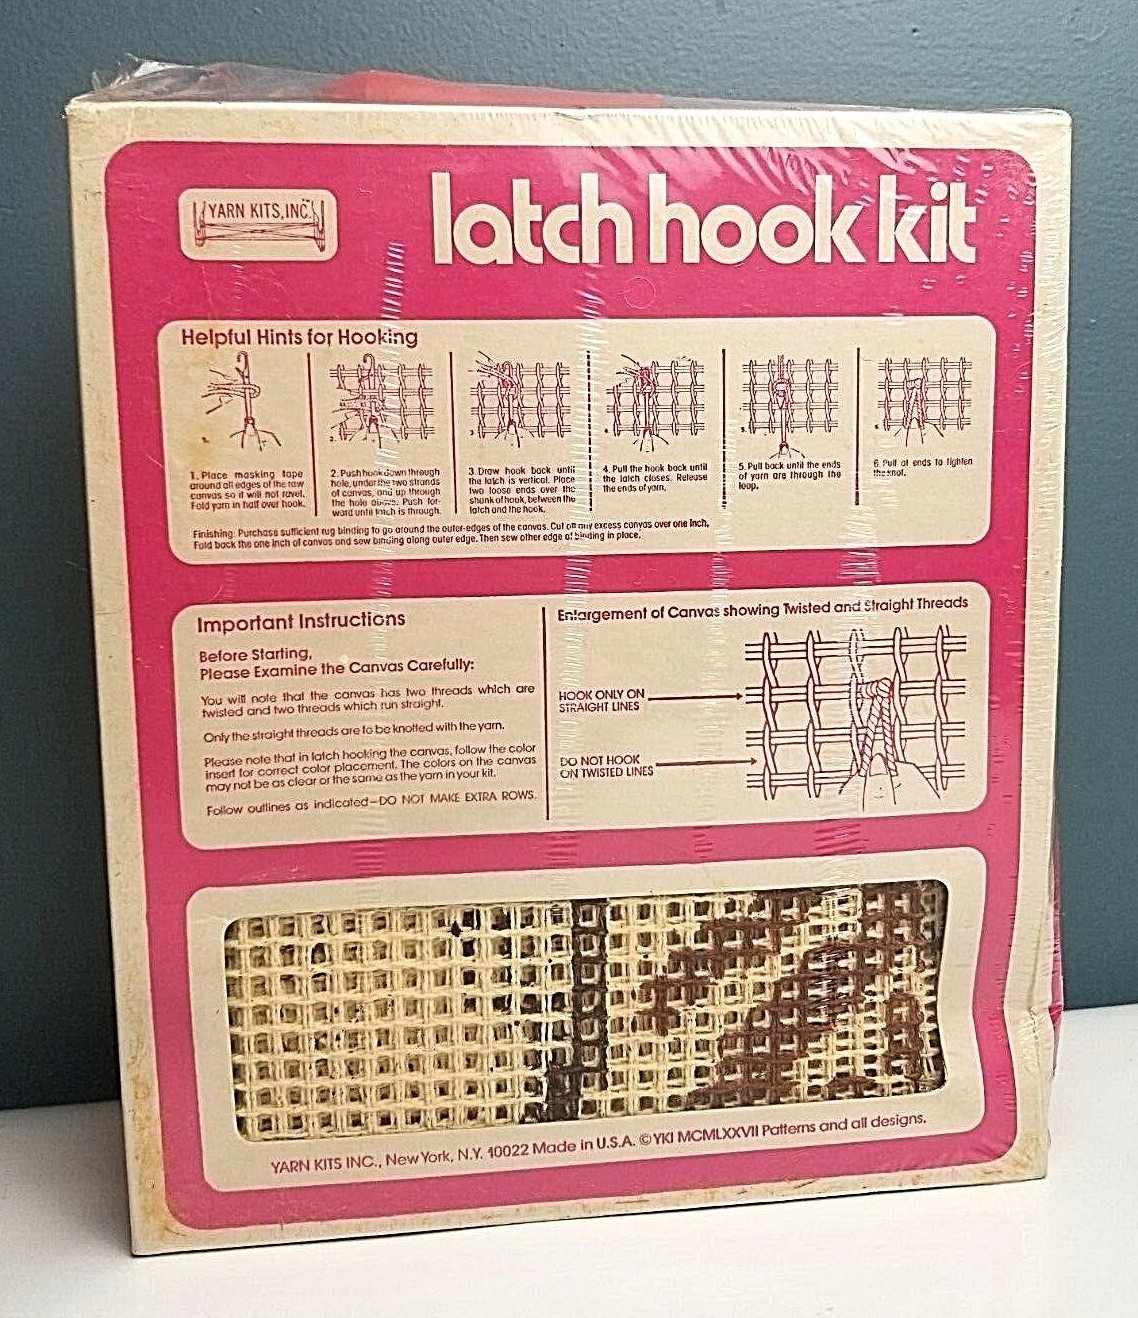 YARN KITS, INC.
latch hook kit
Helpful Hints for Hooking
1. Place masking tape
around all edges of the raw
canvas so it will not ravel.
Fold yarn in half over hook.
2. Push hook down through
hole, under the two strands
of canvas, and up through
the hole above. Push for-
ward until latch is through.
3. Draw hook back until
the latch is vertical. Place
two loose ends over the
shank of hook, between the
latch and the hook.
4. Pull the hook back until
the latch closes. Release
the ends of yarn.
5. Pull back until the ends
of yarn are through the
loop.
6. Pull at ends to tighten
the knot.
Finishing: Purchase sufficient rug binding to go around the outer-edges of the canvas. Cut off any excess canvas over one inch.
Fold back the one inch of canvas and sew binding along outer edge. Then sew other edge of binding in place.
Important Instructions
Before Starting,
Please Examine the Canvas Carefully:
You will note that the canvas has two threads which are
twisted and two threads which run straight.
Only the straight threads are to be knotted with the yarn.
Please note that in latch hooking the canvas, follow the color
insert for correct color placement. The colors on the canvas
may not be as clear or the same as the yarn in your kit.
Follow outlines as indicated—DO NOT MAKE EXTRA ROWS.
Enlargement of Canvas showing Twisted and Straight Threads
HOOK ONLY ON
STRAIGHT LINES
DO NOT HOOK
ON TWISTED LINES
YARN KITS INC., New York, N.Y. 10022 Made in U.S.A. © YKI MCMLXXVII Patterns and all designs.